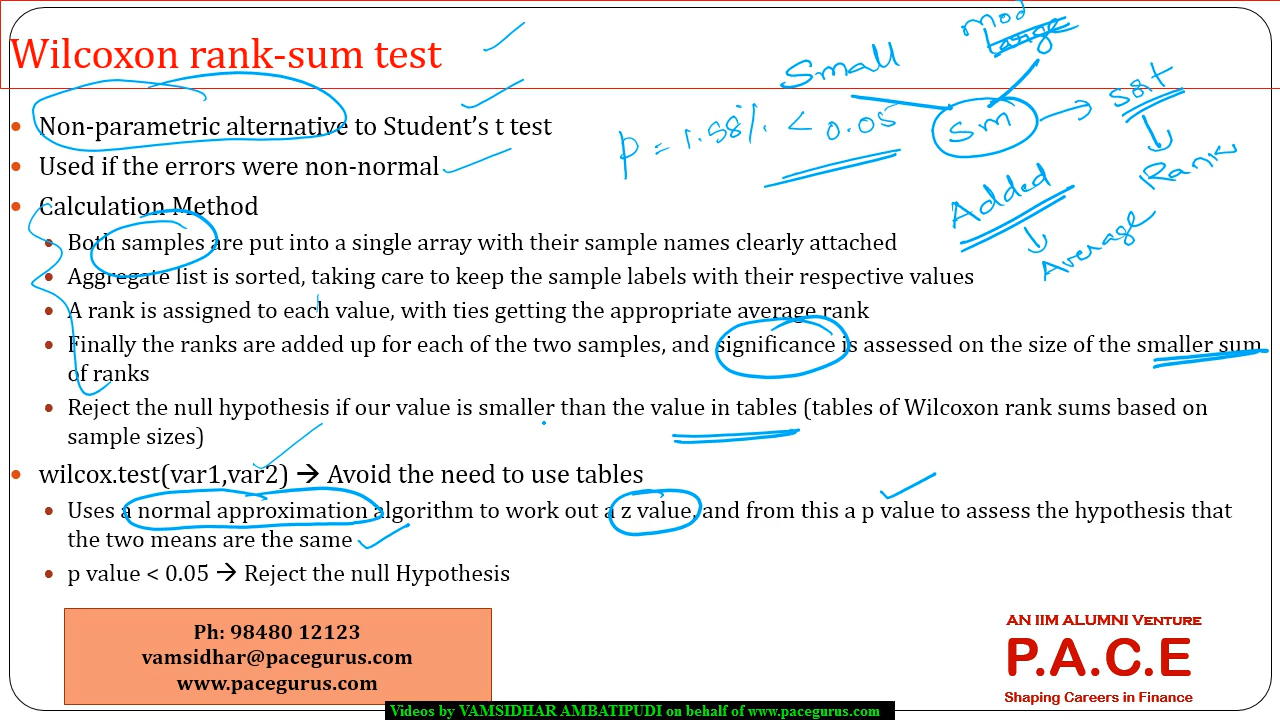 Wilcoxon rank-sum test
Small
mod
large
p = 1.58% < 0.05
Sm
Sort
Rank
Added
Average
• Non-parametric alternative to Student's t test
• Used if the errors were non-normal
• Calculation Method
• Both samples are put into a single array with their sample names clearly attached
• Aggregate list is sorted, taking care to keep the sample labels with their respective values
• A rank is assigned to each value, with ties getting the appropriate average rank
• Finally the ranks are added up for each of the two samples, and significance is assessed on the size of the smaller sum
of ranks
• Reject the null hypothesis if our value is smaller than the value in tables (tables of Wilcoxon rank sums based on
sample sizes)
• wilcox.test(var1,var2) → Avoid the need to use tables
• Uses a normal approximation algorithm to work out a z value, and from this a p value to assess the hypothesis that
the two means are the same
• p value < 0.05 → Reject the null Hypothesis
Ph: 98480 12123
vamsidhar@pacegurus.com
www.pacegurus.com
AN IIM ALUMNI VENTURE
P.A.C.E
Shaping Careers in Finance
Videos by VAMSIDHAR AMBATIPUDI on behalf of www.pacegurus.com